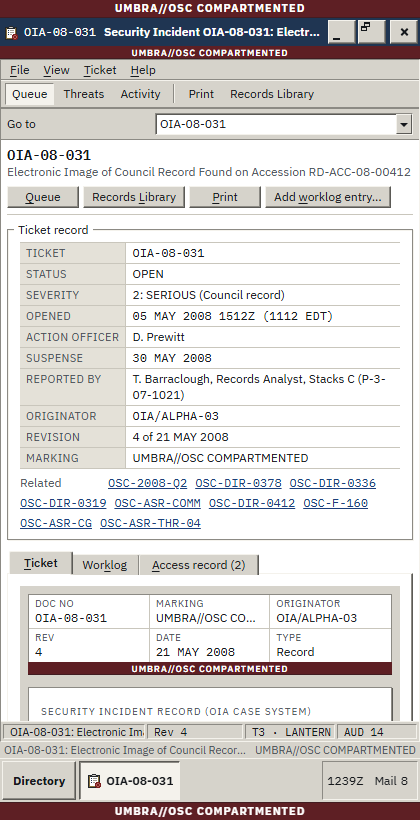 UMBRA//OSC COMPARTMENTED
OIA-08-031 Security Incident OIA-08-031: Electr...
UMBRA//OSC COMPARTMENTED
File View Ticket Help
Queue Threats Activity Print Records Library
Go to OIA-08-031
OIA-08-031
Electronic Image of Council Record Found on Accession RD-ACC-08-00412
Queue Records Library Print Add worklog entry...
Ticket record
TICKET OIA-08-031
STATUS OPEN
SEVERITY 2: SERIOUS (Council record)
OPENED 05 MAY 2008 1512Z (1112 EDT)
ACTION OFFICER D. Prewitt
SUSPENSE 30 MAY 2008
REPORTED BY T. Barraclough, Records Analyst, Stacks C (P-3-
07-1021)
ORIGINATOR OIA/ALPHA-03
REVISION 4 of 21 MAY 2008
MARKING UMBRA//OSC COMPARTMENTED
Related OSC-2008-Q2 OSC-DIR-0378 OSC-DIR-0336
OSC-DIR-0319 OSC-ASR-COMM OSC-DIR-0412 OSC-F-160
OSC-ASR-CG OSC-ASR-THR-04
Ticket Worklog Access record (2)
DOC NO MARKING ORIGINATOR
OIA-08-031 UMBRA//OSC CO... OIA/ALPHA-03
REV DATE TYPE
4 21 MAY 2008 Record
UMBRA//OSC COMPARTMENTED
SECURITY INCIDENT RECORD (OIA CASE SYSTEM)
OIA-08-031: Electronic Im Rev 4 T3 · LANTERN AUD 14
OIA-08-031: Electronic Image of Council Recor... UMBRA//OSC COMPARTMENTED
Directory OIA-08-031 1239Z Mail 8
UMBRA//OSC COMPARTMENTED